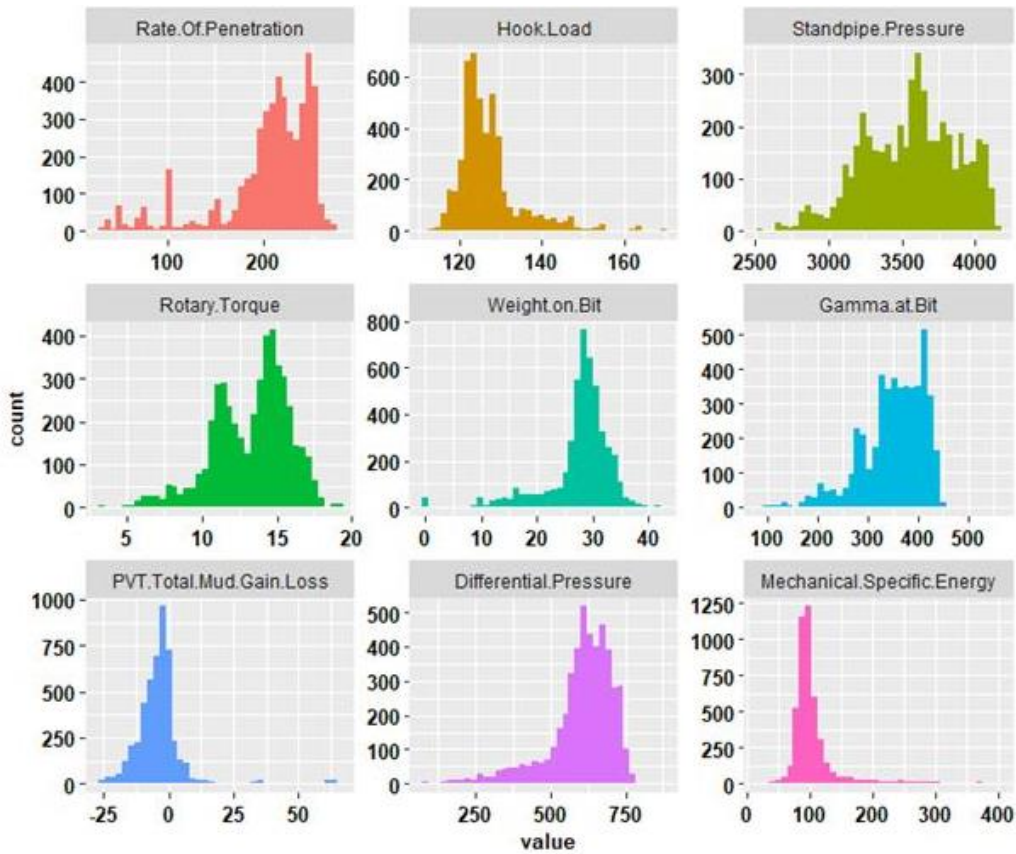 Rate.Of.Penetration
Hook.Load
Standpipe.Pressure
400
300
200
100
0
600
400
200
0
300
200
100
0
100 200
120 140 160
2500 3000 3500 4000
Rotary.Torque
Weight.on.Bit
Gamma.at.Bit
400
300
200
100
0
800
600
400
200
0
500
400
300
200
100
0
5 10 15 20
0 10 20 30 40
100 200 300 400 500
count
PVT.Total.Mud.Gain.Loss
Differential.Pressure
Mechanical.Specific.Energy
1000
750
500
250
0
500
400
300
200
100
0
1250
1000
750
500
250
0
-25 0 25 50
250 500 750
0 100 200 300 400
value